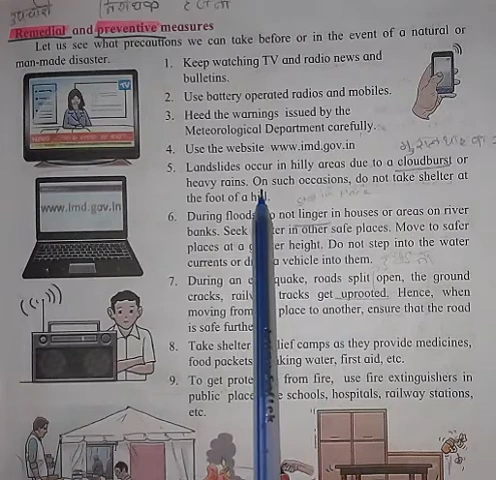 Remedial and preventive measures
Let us see what precautions we can take before or in the event of a natural or
man-made disaster.
1. Keep watching TV and radio news and
bulletins.
2. Use battery operated radios and mobiles.
3. Heed the warnings issued by the
Meteorological Department carefully.
4. Use the website www.imd.gov.in
5. Landslides occur in hilly areas due to a cloudburst or
heavy rains. On such occasions, do not take shelter at
the foot of a
6. During not linger in houses or areas on river
banks. Seek in other safe places. Move to safer
places at a height. Do not step into the water
currents or a vehicle into them.
7. During an roads split open, the ground
cracks, tracks get uprooted. Hence, when
moving from place to another, ensure that the road
is safe
8. Take shelter camps as they provide medicines,
food packets water, first aid, etc.
9. To get from fire, use fire extinguishers in
public schools, hospitals, railway stations,
etc.
TV
NEWS
www.imd.gov.in